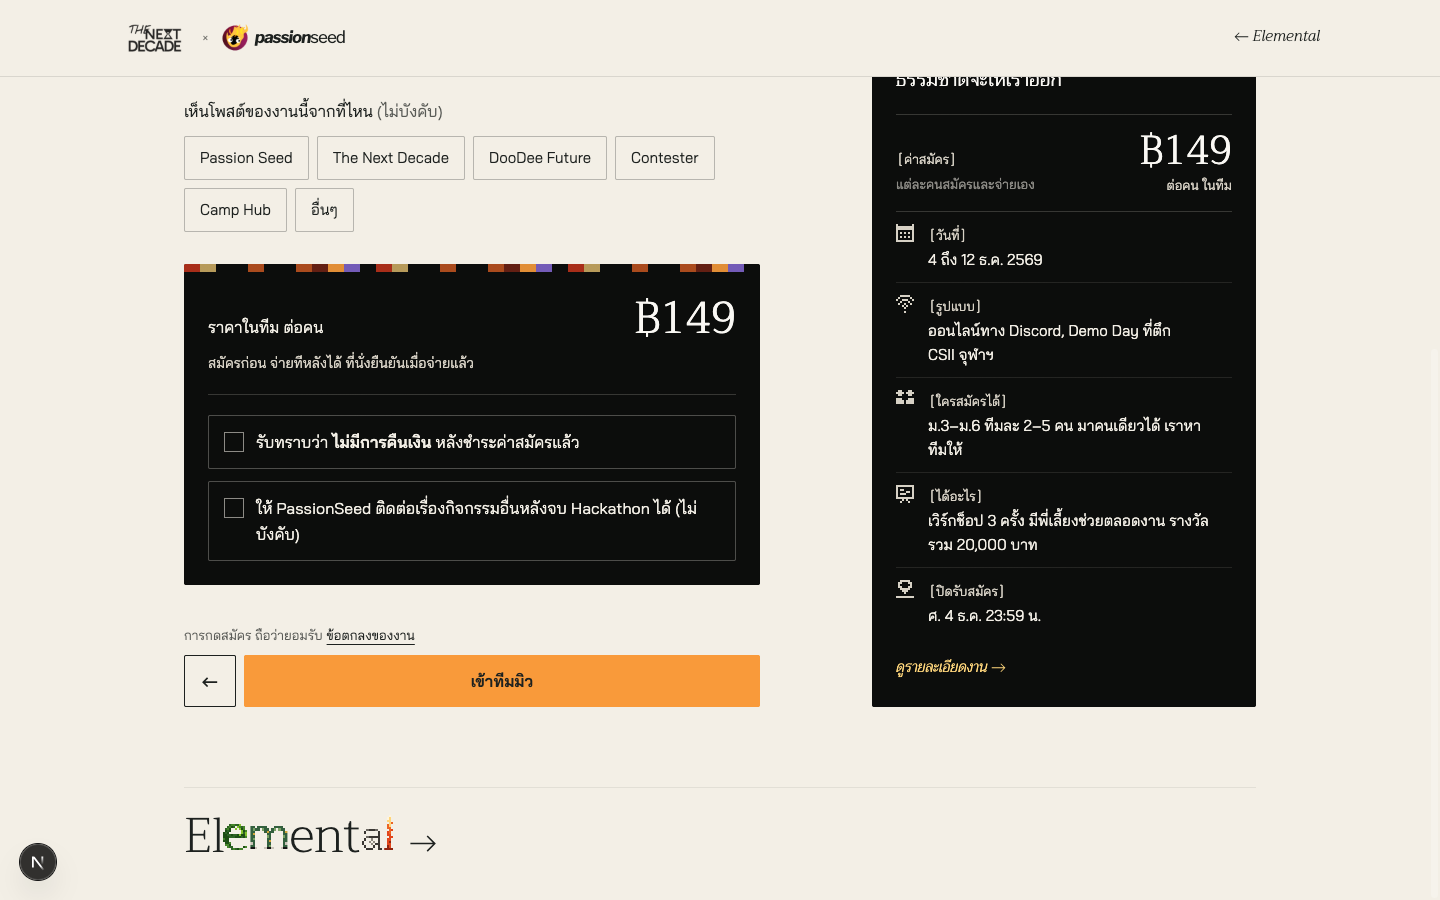 THE NEXT DECADE
×
passionseed
← Elemental
เห็นโพสต์ของงานนี้จากที่ไหน (ไม่บังคับ)
Passion Seed
The Next Decade
DooDee Future
Contester
Camp Hub
อื่นๆ
ราคาในทีม ต่อคน
฿149
สมัครก่อน จ่ายทีหลังได้ ที่นั่งยืนยันเมื่อจ่ายแล้ว
รับทราบว่า ไม่มีการคืนเงิน หลังชำระค่าสมัครแล้ว
ให้ PassionSeed ติดต่อเรื่องกิจกรรมอื่นหลังจบ Hackathon ได้ (ไม่
บังคับ)
การกดสมัคร ถือว่ายอมรับ ข้อตกลงของงาน
←
เข้าทีมมิว
[ค่าสมัคร]
฿149
แต่ละคนสมัครและจ่ายเอง
ต่อคน ในทีม
[วันที่]
4 ถึง 12 ธ.ค. 2569
[รูปแบบ]
ออนไลน์ทาง Discord, Demo Day ที่ตึก
CSII จุฬาฯ
[ใครสมัครได้]
ม.3–ม.6 ทีมละ 2–5 คน มาคนเดียวได้ เราหา
ทีมให้
[ได้อะไร]
เวิร์กช็อป 3 ครั้ง มีพี่เลี้ยงช่วยตลอดงาน รางวัล
รวม 20,000 บาท
[ปิดรับสมัคร]
ศ. 4 ธ.ค. 23:59 น.
ดูรายละเอียดงาน →
Elemental →
N